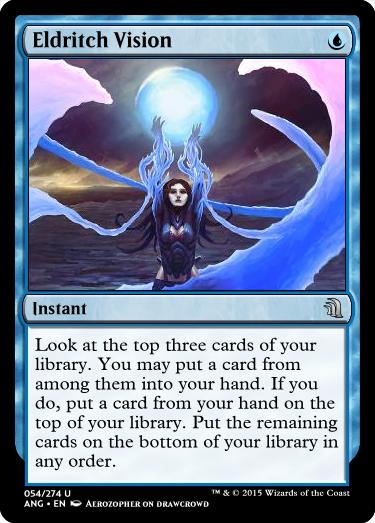 Eldritch Vision
Instant
Look at the top three cards of your
library. You may put a card from
among them into your hand. If you
do, put a card from your hand on the
top of your library. Put the remaining
cards on the bottom of your library in
any order.
054/274 U
ANG • EN Aerozopher on drawcrowd
™ & © 2015 Wizards of the Coast